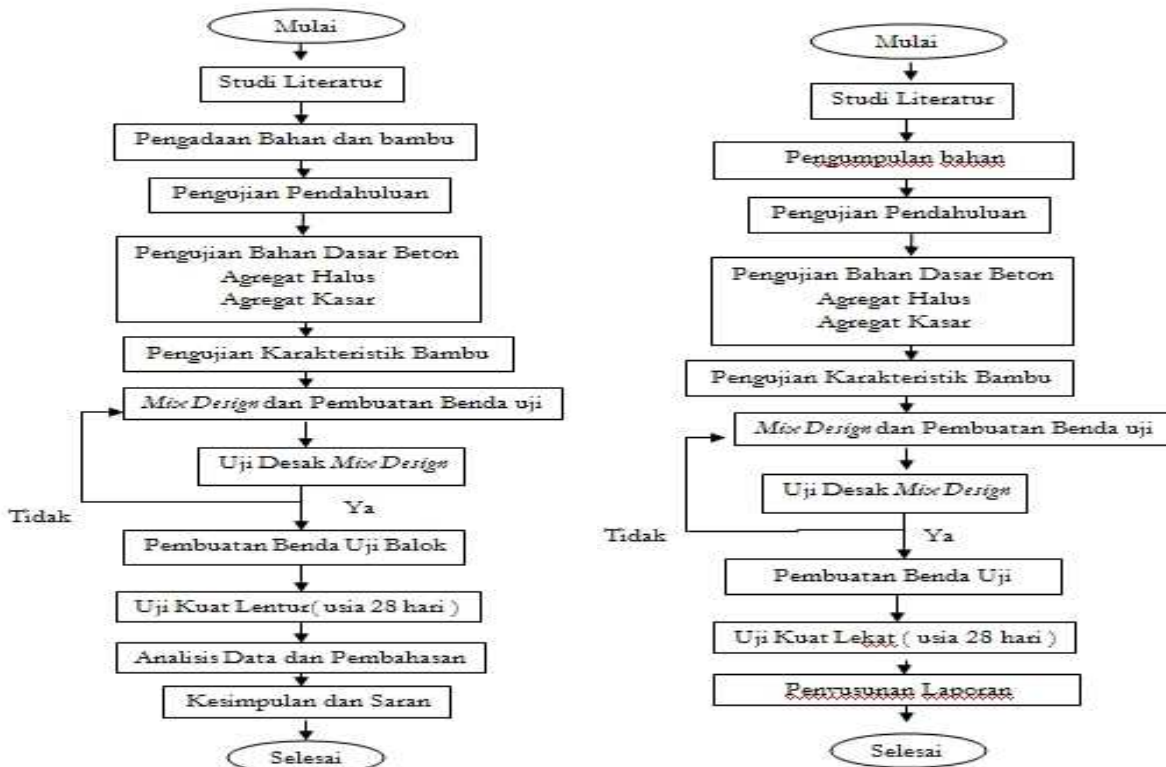 Mulai
Studi Literatur
Pengadaan Bahan dan bambu
Pengujian Pendahuluan
Pengujian Bahan Dasar Beton
Agregat Halus
Agregat Kasar
Pengujian Karakteristik Bambu
Mix Design dan Pembuatan Benda uji
Uji Desak Mix Design
Tidak
Ya
Pembuatan Benda Uji Balok
Uji Kuat Lentur( usia 28 hari )
Analisis Data dan Pembahasan
Kesimpulan dan Saran
Selesai
Mulai
Studi Literatur
Pengumpulan bahan
Pengujian Pendahuluan
Pengujian Bahan Dasar Beton
Agregat Halus
Agregat Kasar
Pengujian Karakteristik Bambu
Mix Design dan Pembuatan Benda uji
Uji Desak Mix Design
Tidak
Ya
Pembuatan Benda Uji
Uji Kuat Lekat ( usia 28 hari )
Penyusunan Laporan
Selesai